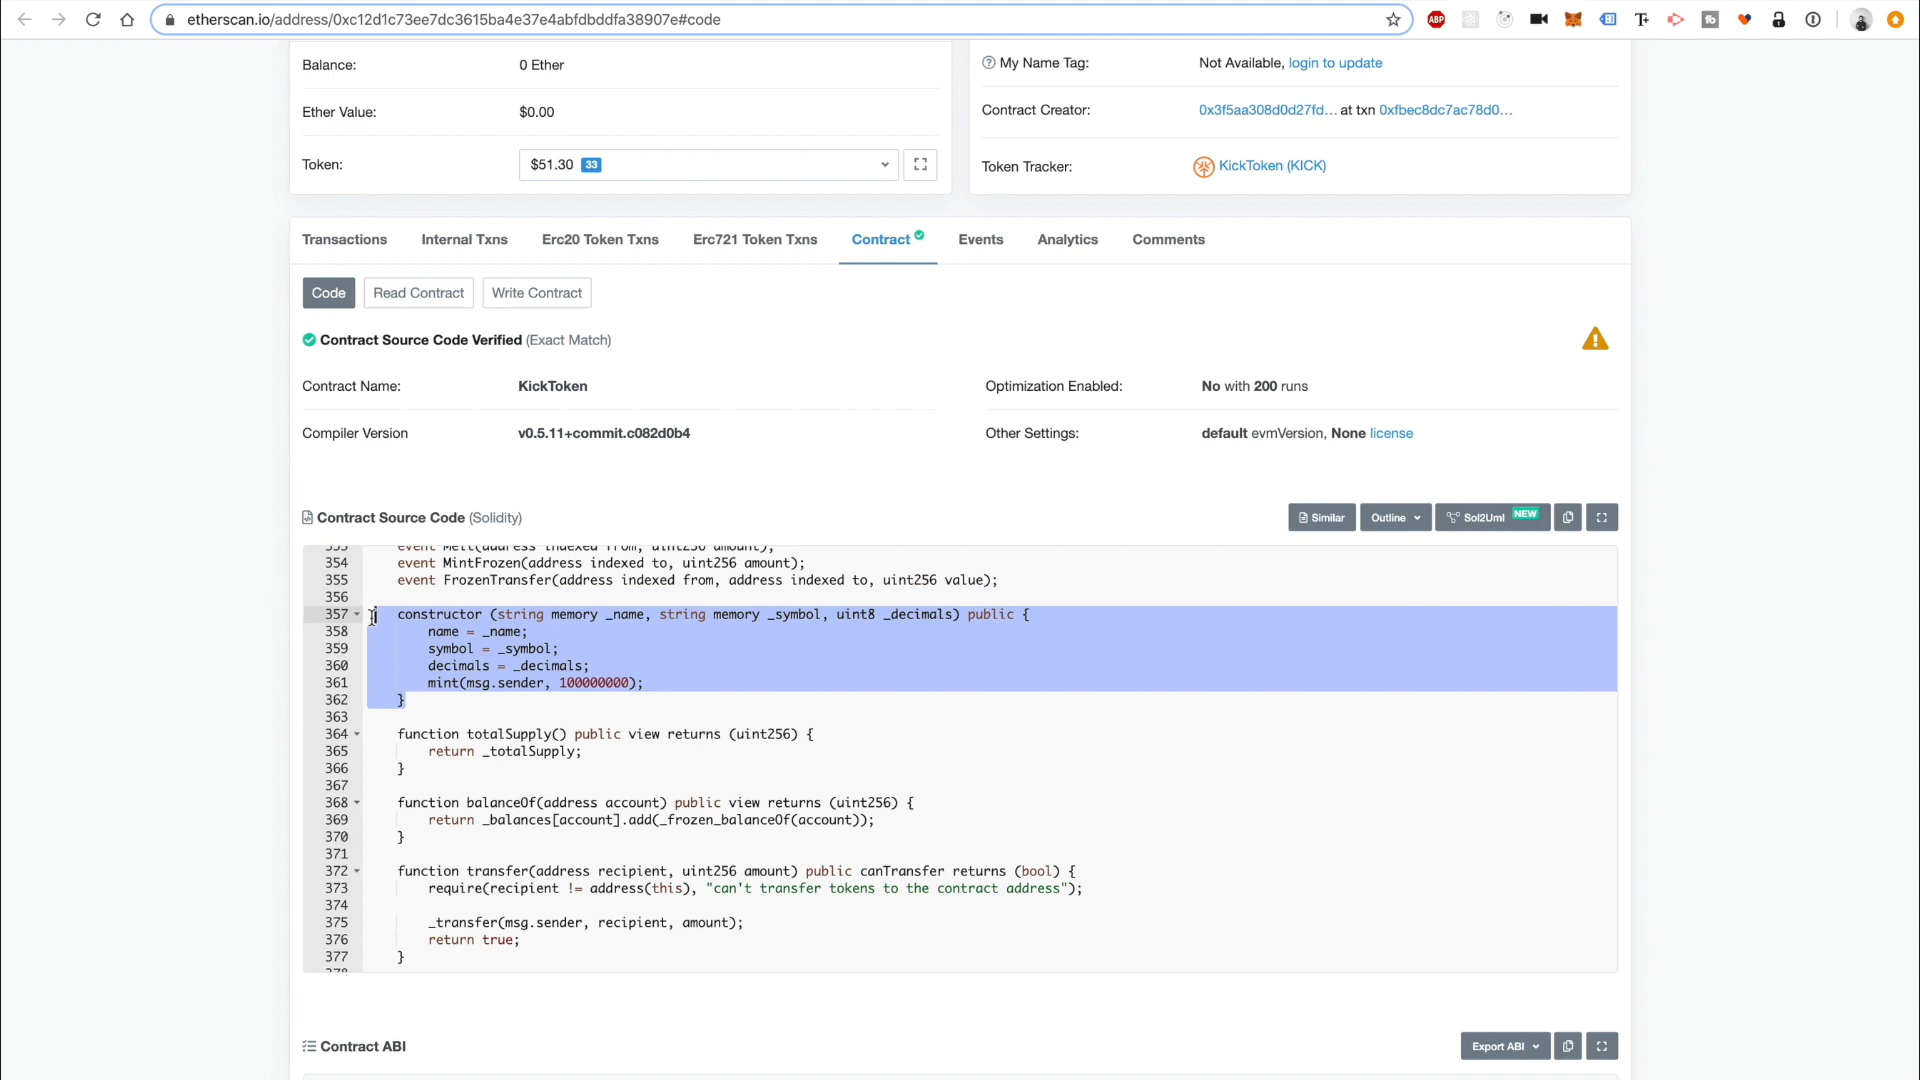 etherscan.io/address/0xc12d1c73ee7dc3615ba4e37e4abfdbddfa38907e#code
ABP
Balance:
0 Ether
Ether Value:
$0.00
Token:
$51.30 33
My Name Tag:
Not Available, login to update
Contract Creator:
0x3f5aa308d0d27fd... at txn 0xfbec8dc7ac78d0...
Token Tracker:
KickToken (KICK)
Transactions
Internal Txns
Erc20 Token Txns
Erc721 Token Txns
Contract
Events
Analytics
Comments
Code
Read Contract
Write Contract
Contract Source Code Verified (Exact Match)
Contract Name:
KickToken
Optimization Enabled:
No with 200 runs
Compiler Version
v0.5.11+commit.c082d0b4
Other Settings:
default evmVersion, None license
Contract Source Code (Solidity)
Similar
Outline
Sol2Uml NEW
353 event Melt(address indexed from, uint256 amount);
354 event MintFrozen(address indexed to, uint256 amount);
355 event FrozenTransfer(address indexed from, address indexed to, uint256 value);
356
357 constructor (string memory _name, string memory _symbol, uint8 _decimals) public {
358 name = _name;
359 symbol = _symbol;
360 decimals = _decimals;
361 mint(msg.sender, 100000000);
362 }
363
364 function totalSupply() public view returns (uint256) {
365 return _totalSupply;
366 }
367
368 function balanceOf(address account) public view returns (uint256) {
369 return _balances[account].add(_frozen_balanceOf(account));
370 }
371
372 function transfer(address recipient, uint256 amount) public canTransfer returns (bool) {
373 require(recipient != address(this), "can't transfer tokens to the contract address");
374
375 _transfer(msg.sender, recipient, amount);
376 return true;
377 }
378
Contract ABI
Export ABI